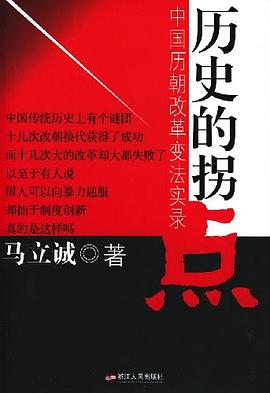 历史的拐点
中国历朝改革变法实录
中国传统历史上有个谜团
十几次改朝换代获得了成功
而十几次大的改革却大都失败了
以至于有人说
国人可以向暴力屈服
却拙于制度创新
真的是这样吗
马立诚◎著
浙江人民出版社